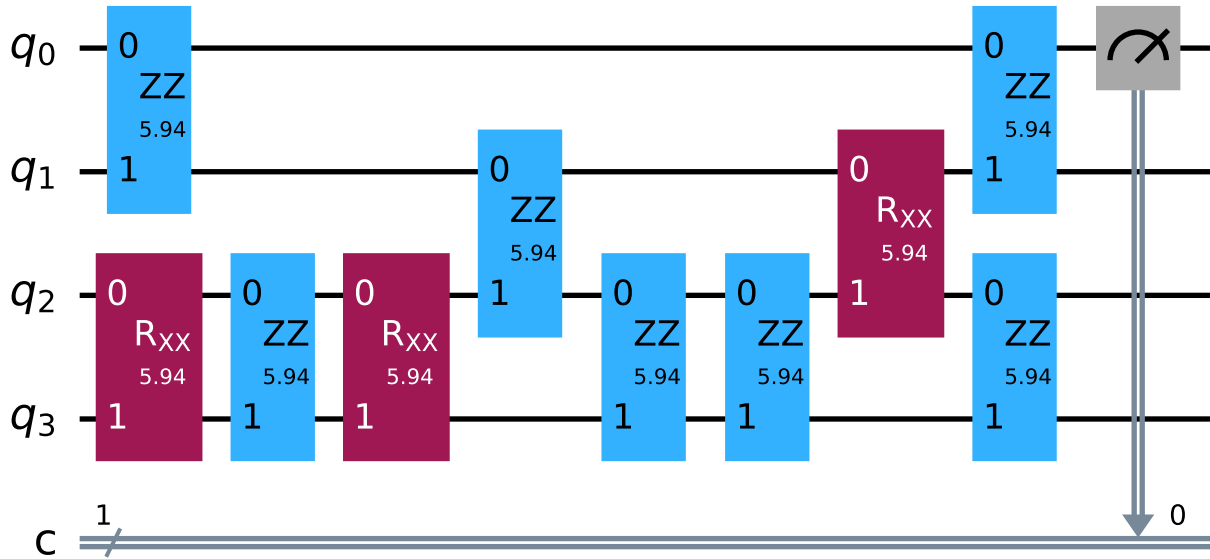 q0 0 ZZ 5.94 1 0 ZZ 5.94 1
q1 0 ZZ 5.94 1 0 RXX 5.94 1
q2 0 RXX 5.94 1 0 ZZ 5.94 1 0 RXX 5.94 1 0 ZZ 5.94 1 0 ZZ 5.94 1 0 ZZ 5.94 1
q3
c 1 0